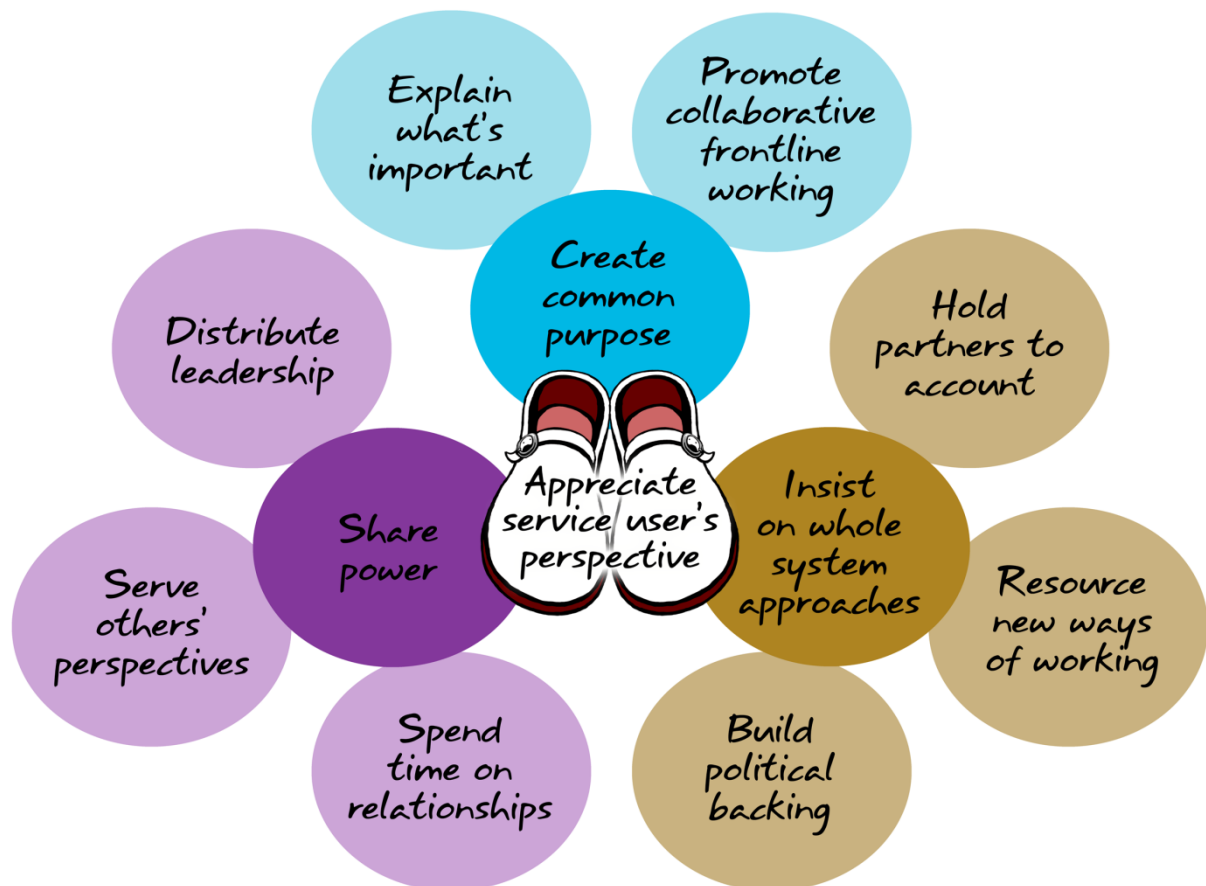 Explain
what's
important
Promote
collaborative
frontline
working
Create
common
purpose
Distribute
leadership
Hold
partners to
account
Share
power
Appreciate
service user's
perspective
Insist
on whole
system
approaches
Serve
others'
perspectives
Resource
new ways
of working
Spend
time on
relationships
Build
political
backing